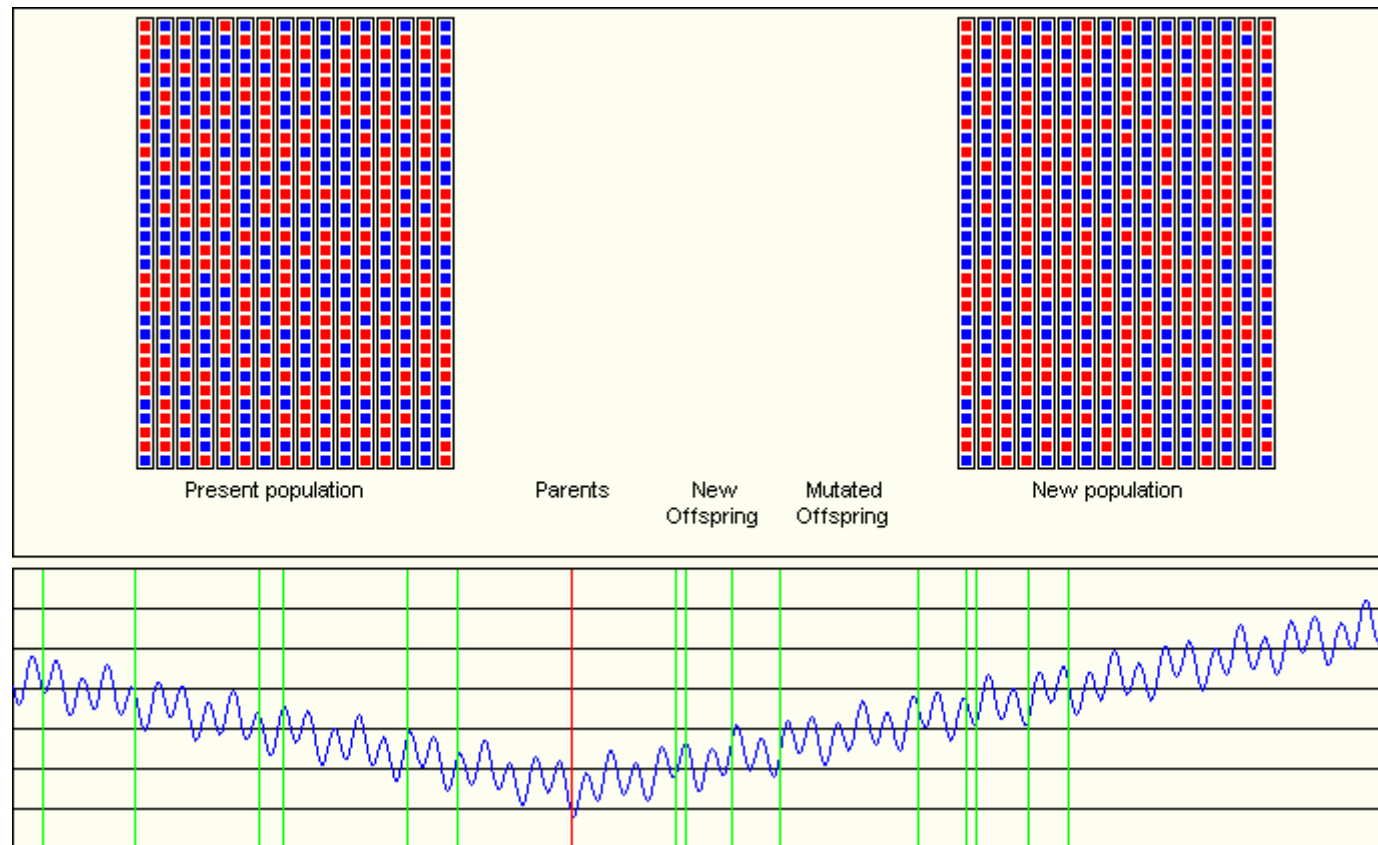 Present population
Parents
New
Offspring
Mutated
Offspring
New population